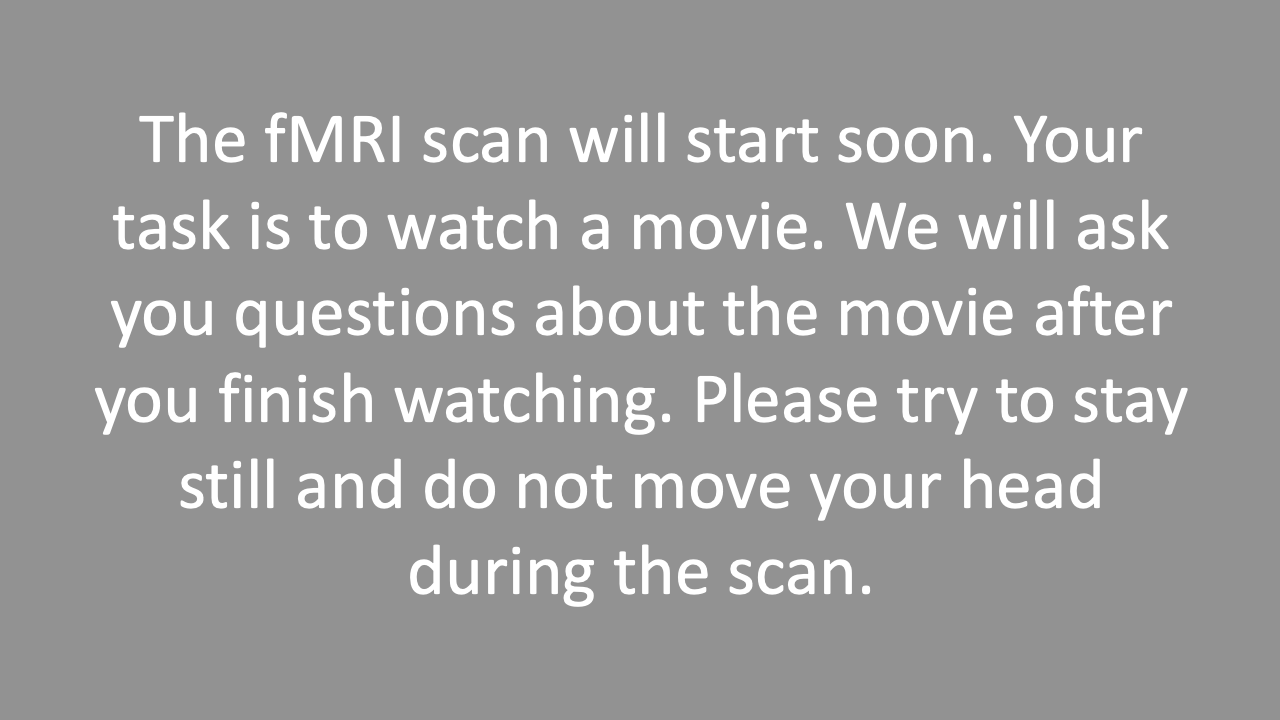 The fMRI scan will start soon. Your
task is to watch a movie. We will ask
you questions about the movie after
you finish watching. Please try to stay
still and do not move your head
during the scan.